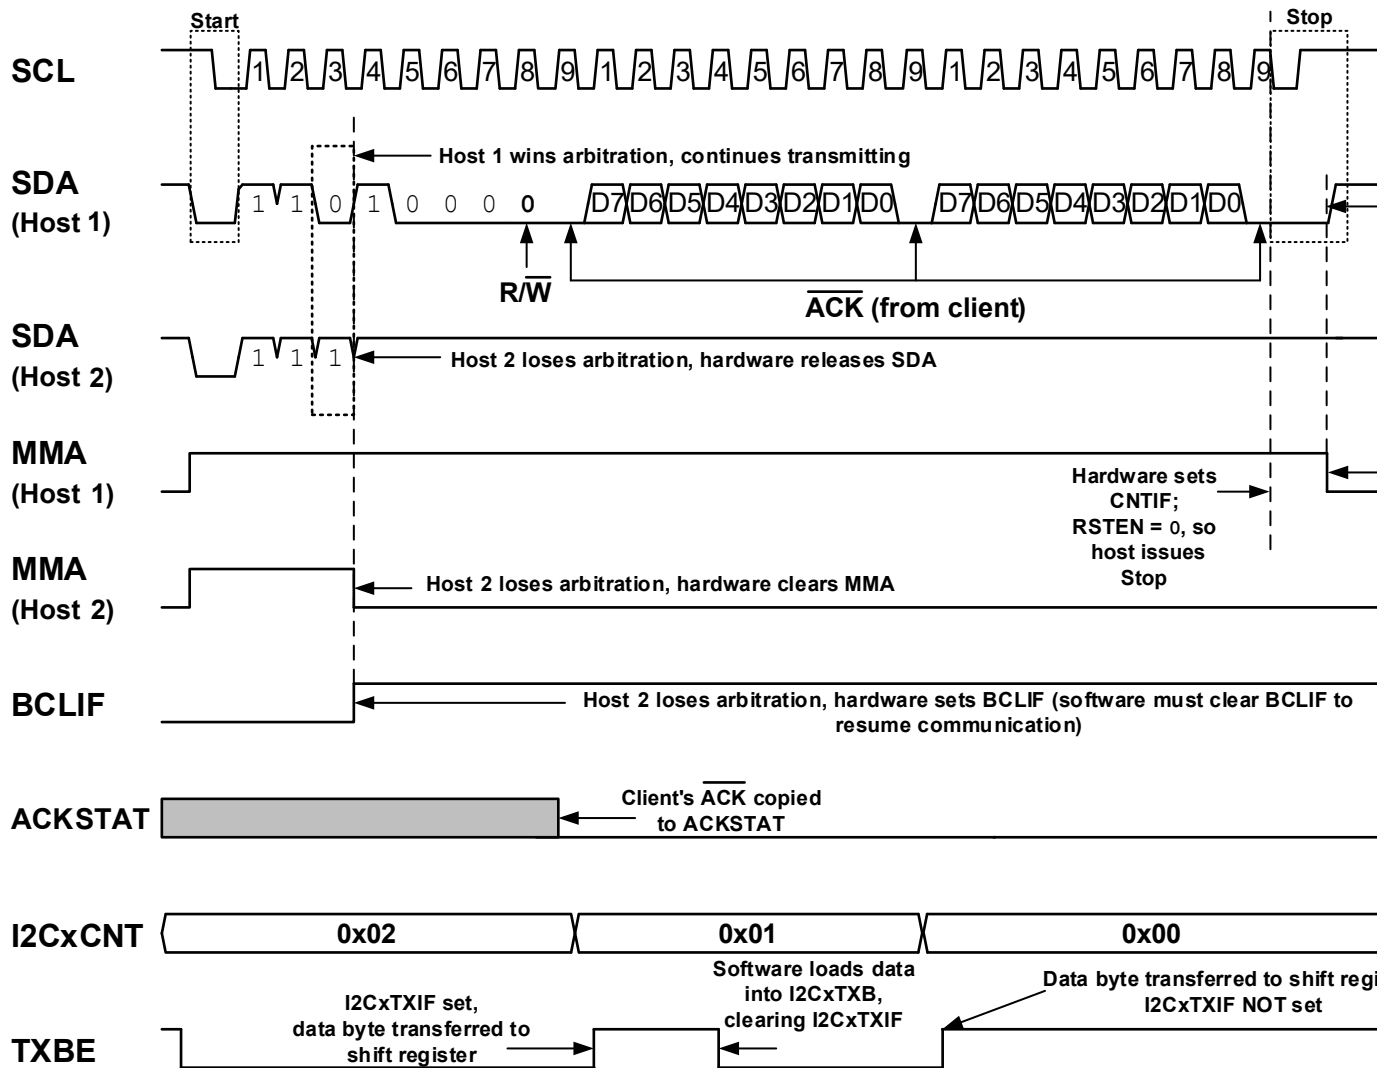 Start
Stop
SCL
1 2 3 4 5 6 7 8 9 1 2 3 4 5 6 7 8 9 1 2 3 4 5 6 7 8 9
Host 1 wins arbitration, continues transmitting
SDA
(Host 1)
1 1 0 1 0 0 0 0 D7 D6 D5 D4 D3 D2 D1 D0 D7 D6 D5 D4 D3 D2 D1 D0
R/W̅
A̅C̅K̅ (from client)
SDA
(Host 2)
1 1 1
Host 2 loses arbitration, hardware releases SDA
MMA
(Host 1)
Hardware sets
CNTIF;
RSTEN = 0, so
host issues
Stop
MMA
(Host 2)
Host 2 loses arbitration, hardware clears MMA
BCLIF
Host 2 loses arbitration, hardware sets BCLIF (software must clear BCLIF to
resume communication)
ACKSTAT
Client's A̅C̅K̅ copied
to ACKSTAT
I2CxCNT
0x02 0x01 0x00
TXBE
I2CxTXIF set,
data byte transferred to
shift register
Software loads data
into I2CxTXB,
clearing I2CxTXIF
Data byte transferred to shift regi
I2CxTXIF NOT set